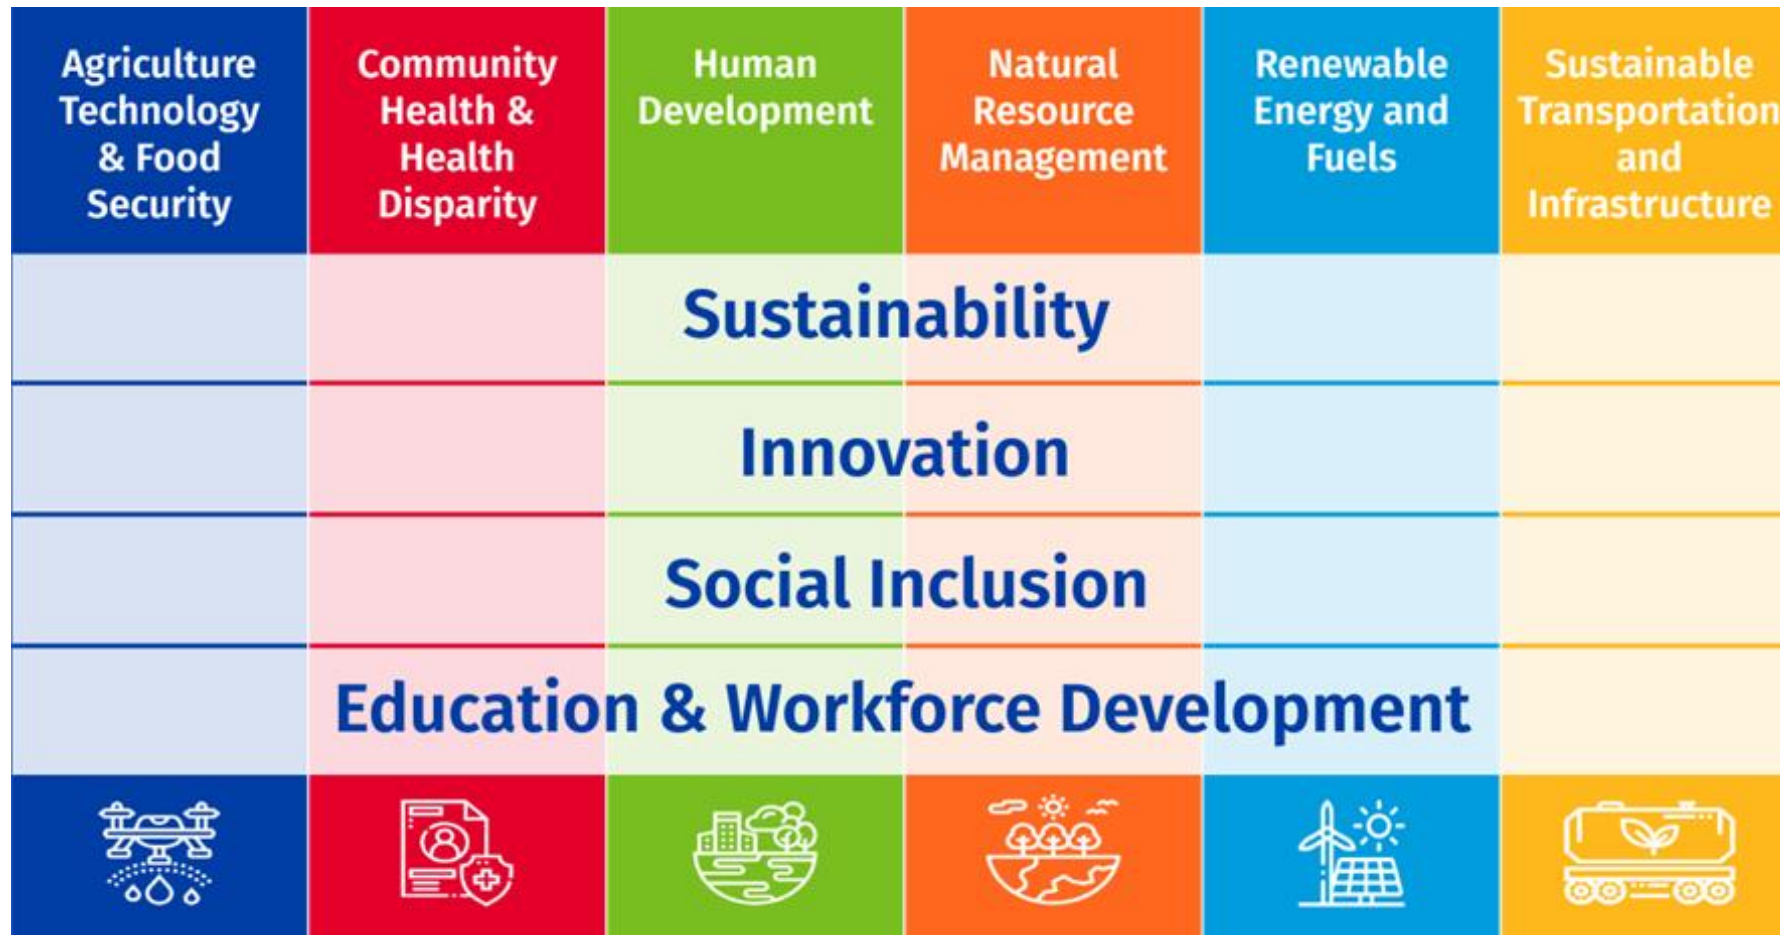 Agriculture
Technology
& Food
Security
Community
Health &
Health
Disparity
Human
Development
Natural
Resource
Management
Renewable
Energy and
Fuels
Sustainable
Transportation
and
Infrastructure
Sustainability
Innovation
Social Inclusion
Education & Workforce Development